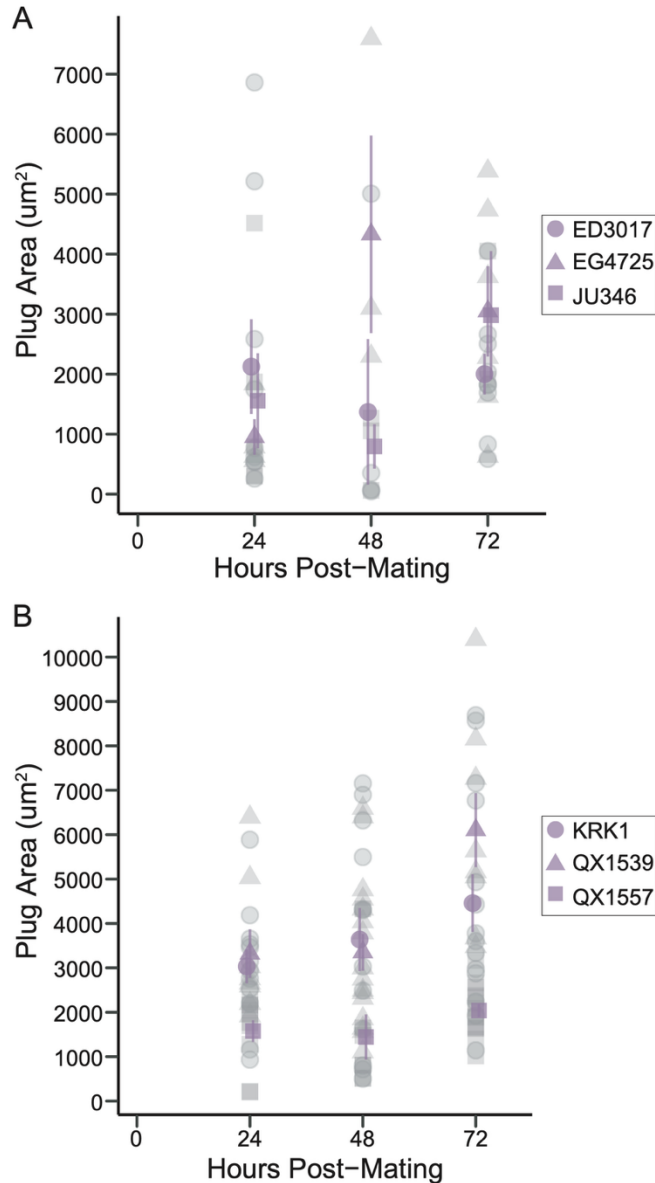 A
7000
6000
5000
4000
3000
2000
1000
0
Plug Area (um²)
0 24 48 72
Hours Post−Mating
ED3017
EG4725
JU346
B
10000
9000
8000
7000
6000
5000
4000
3000
2000
1000
0
Plug Area (um²)
0 24 48 72
Hours Post−Mating
KRK1
QX1539
QX1557